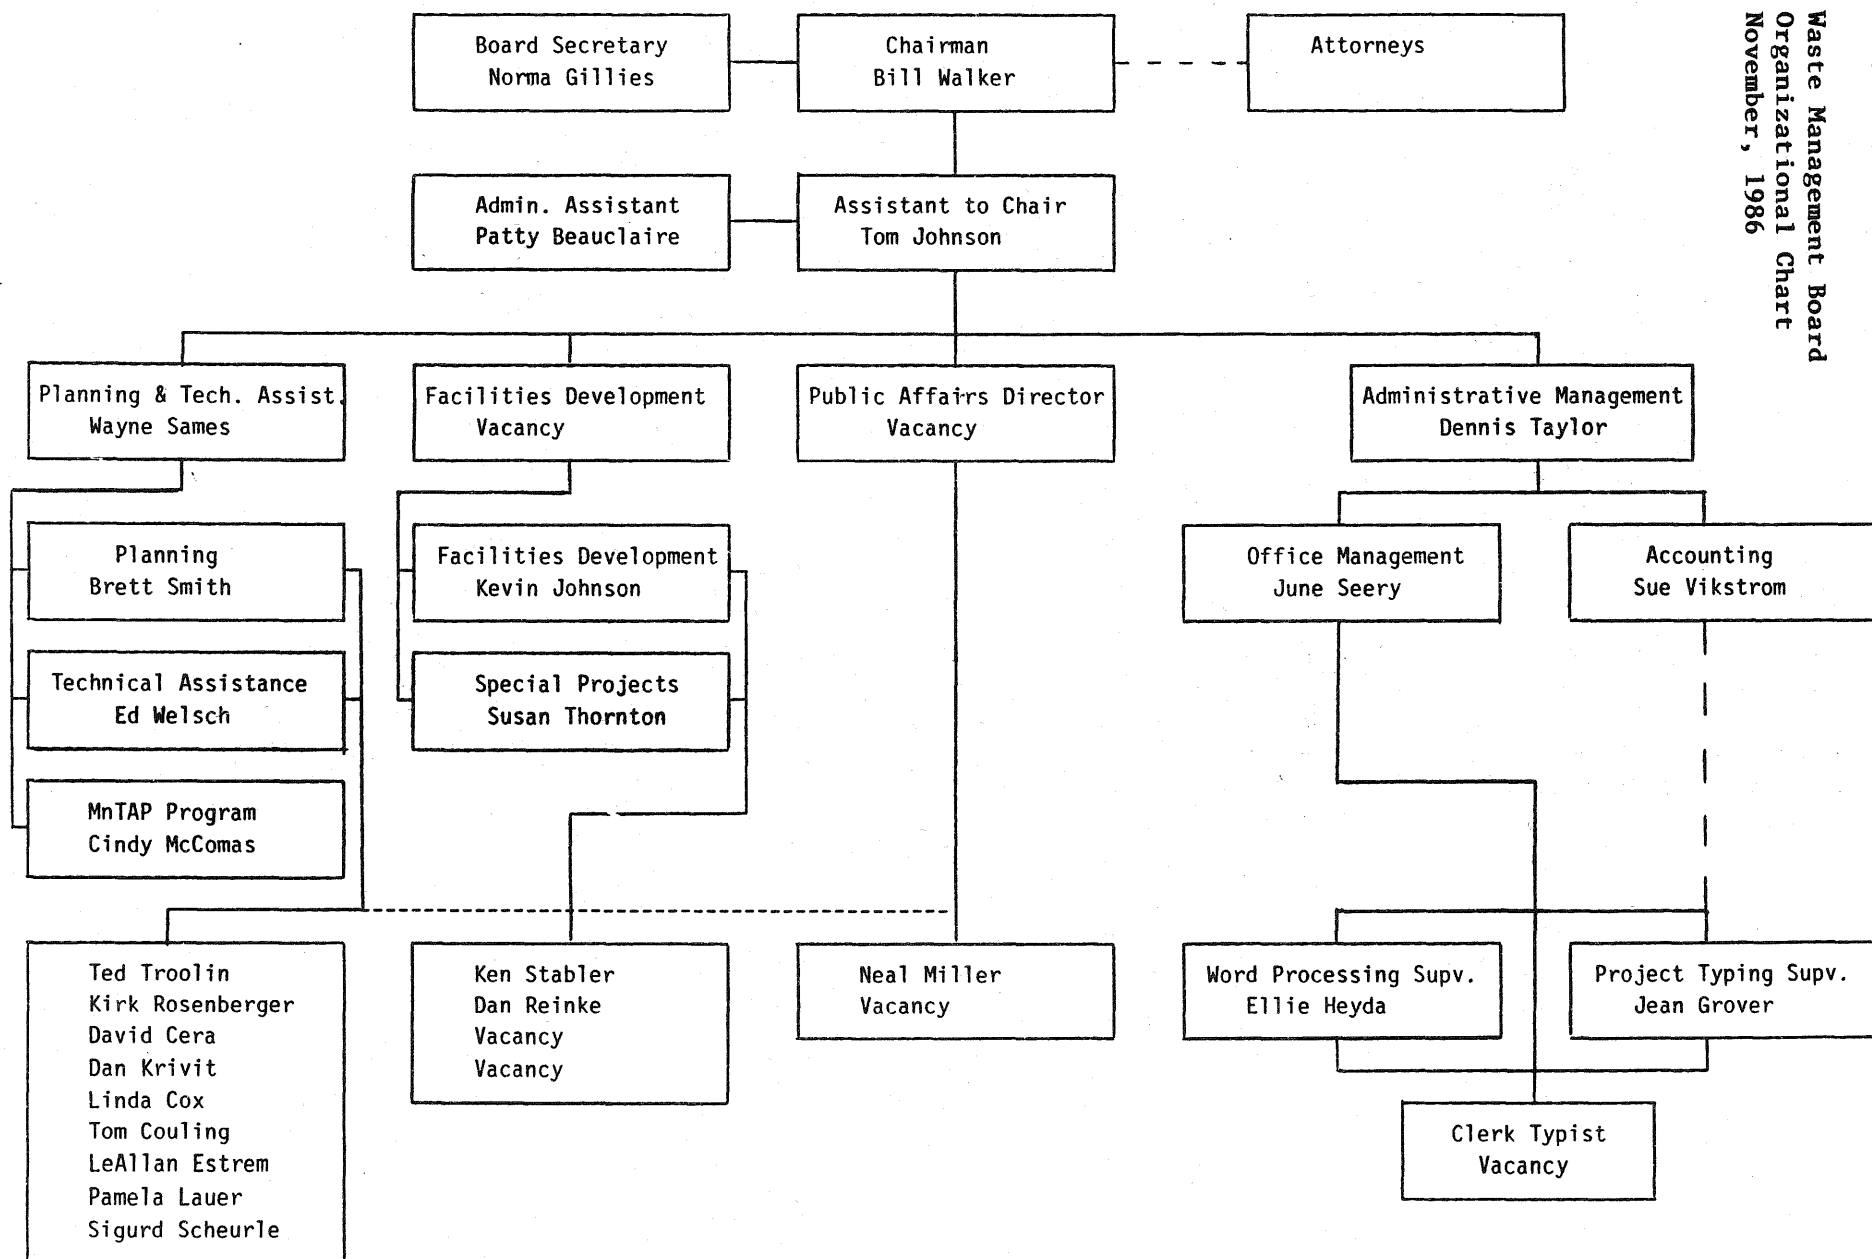 Waste Management Board
Organizational Chart
November, 1986
Board Secretary
Norma Gillies
Chairman
Bill Walker
Attorneys
Admin. Assistant
Patty Beauclaire
Assistant to Chair
Tom Johnson
Planning & Tech. Assist.
Wayne Sames
Facilities Development
Vacancy
Public Affairs Director
Vacancy
Administrative Management
Dennis Taylor
Planning
Brett Smith
Facilities Development
Kevin Johnson
Office Management
June Seery
Accounting
Sue Vikstrom
Technical Assistance
Ed Welsch
Special Projects
Susan Thornton
MnTAP Program
Cindy McComas
Ted Troolin
Kirk Rosenberger
David Cera
Dan Krivit
Linda Cox
Tom Couling
LeAllan Estrem
Pamela Lauer
Sigurd Scheurle
Ken Stabler
Dan Reinke
Vacancy
Vacancy
Neal Miller
Vacancy
Word Processing Supv.
Ellie Heyda
Project Typing Supv.
Jean Grover
Clerk Typist
Vacancy